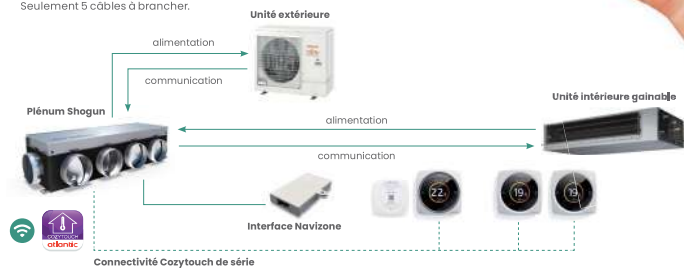 Seulement 5 câbles à brancher.
Unité extérieure
alimentation
communication
Plénum Shogun
Unité intérieure gainable
alimentation
communication
22
19
19
Interface Navizone
COZYTOUCH
atlantic
Connectivité Cozytouch de série